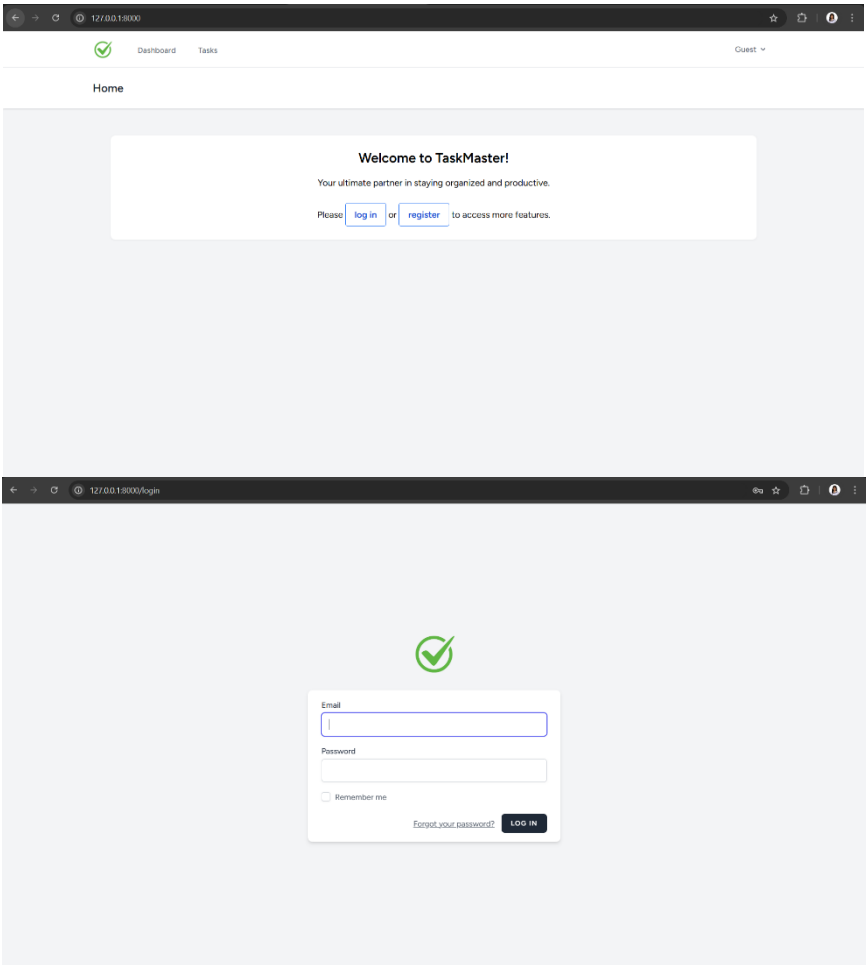 127.0.0.1:8000
Dashboard Tasks Guest
Home
Welcome to TaskMaster!
Your ultimate partner in staying organized and productive.
Please log in or register to access more features.
127.0.0.1:8000/login
Email
Password
Remember me
Forgot your password? LOG IN